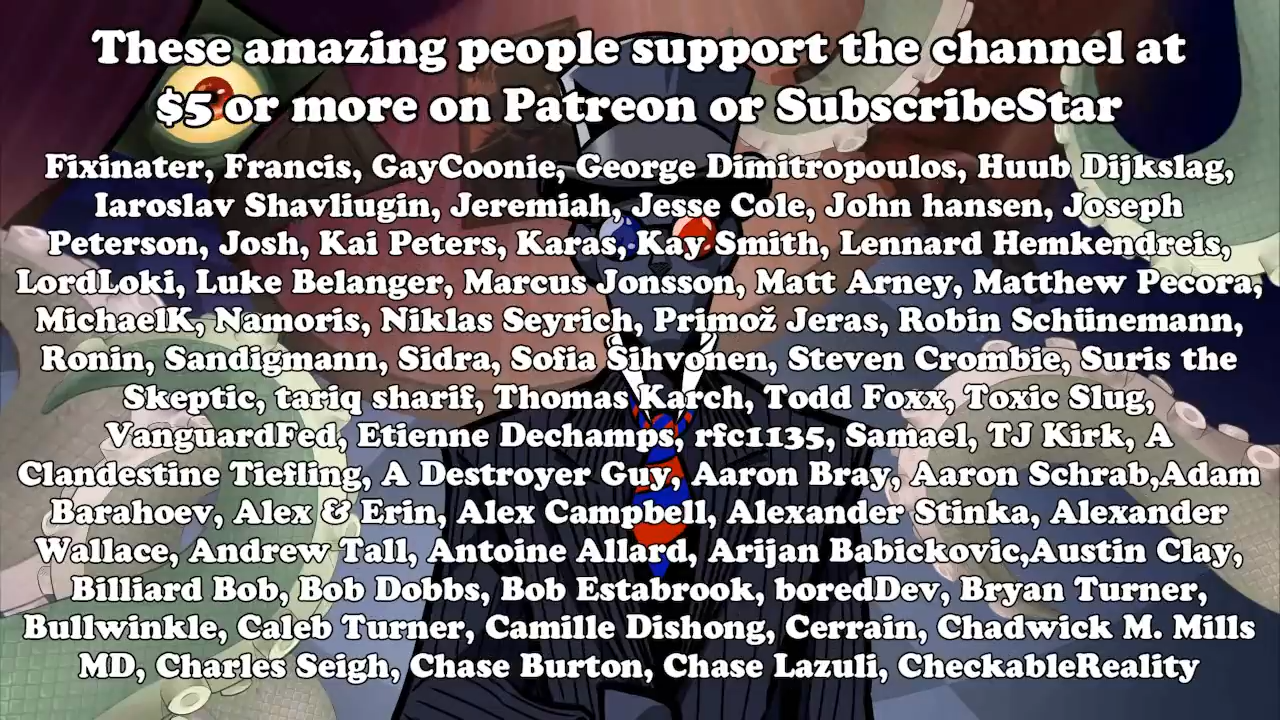 These amazing people support the channel at
$5 or more on Patreon or SubscribeStar
Fixinater, Francis, GayCoonie, George Dimitropoulos, Huub Dijkslag,
Iaroslav Shavliugin, Jeremiah, Jesse Cole, John hansen, Joseph
Peterson, Josh, Kai Peters, Karas, Kay Smith, Lennard Hemkendreis,
LordLoki, Luke Belanger, Marcus Jonsson, Matt Arney, Matthew Pecora,
MichaelK, Namoris, Niklas Seyrich, Primož Jeras, Robin Schünemann,
Ronin, Sandigmann, Sidra, Sofia Sihvonen, Steven Crombie, Suris the
Skeptic, tariq sharif, Thomas Karch, Todd Foxx, Toxic Slug,
VanguardFed, Etienne Dechamps, rfc1135, Samael, TJ Kirk, A
Clandestine Tiefling, A Destroyer Guy, Aaron Bray, Aaron Schrab,Adam
Barahoev, Alex & Erin, Alex Campbell, Alexander Stinka, Alexander
Wallace, Andrew Tall, Antoine Allard, Arijan Babickovic,Austin Clay,
Billiard Bob, Bob Dobbs, Bob Estabrook, boredDev, Bryan Turner,
Bullwinkle, Caleb Turner, Camille Dishong, Cerrain, Chadwick M. Mills
MD, Charles Seigh, Chase Burton, Chase Lazuli, CheckableReality